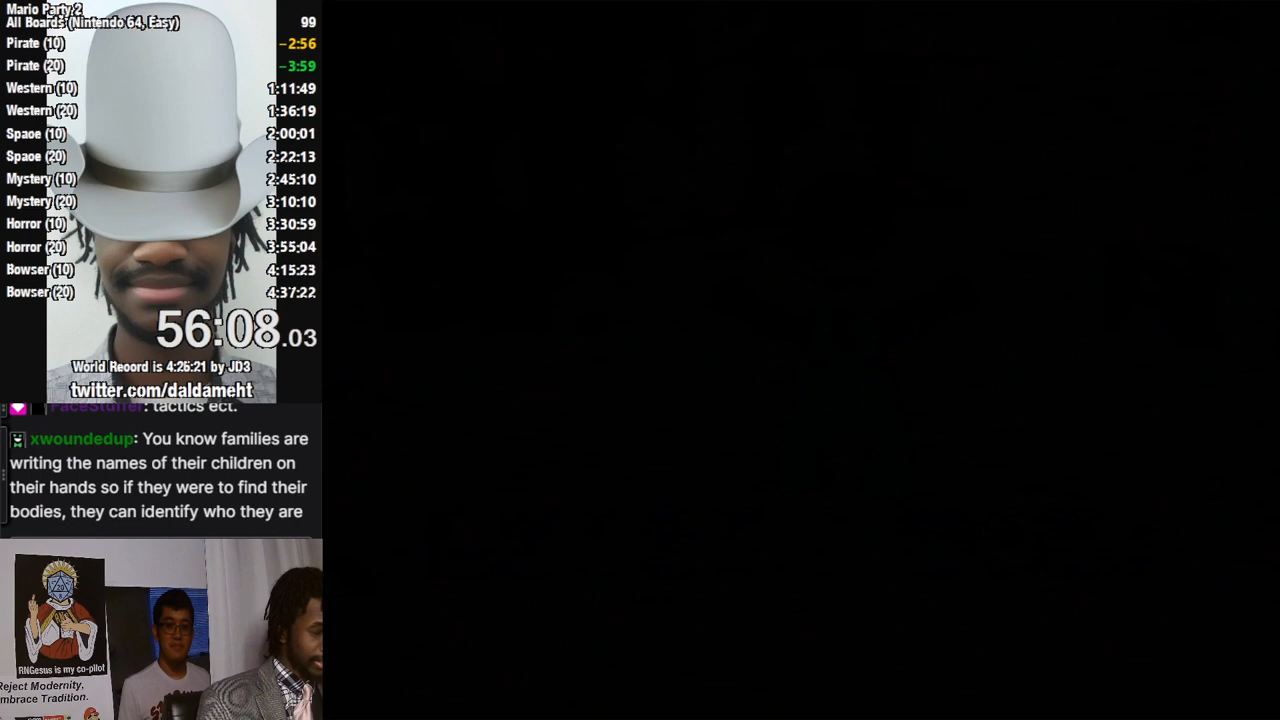 Mario Party 2
All Boards (Nintendo 64, Easy) 99
Pirate (10) -2:56
Pirate (20) -3:59
Western (10) 1:11:49
Western (20) 1:36:19
Space (10) 2:00:01
Space (20) 2:22:13
Mystery (10) 2:45:10
Mystery (20) 3:10:10
Horror (10) 3:30:59
Horror (20) 3:55:04
Bowser (10) 4:15:23
Bowser (20) 4:37:22
56:08.03
World Record is 4:26:21 by JD3
twitter.com/daldameht
FaceStuffer: tactics ect.
xwoundedup: You know families are
writing the names of their children on
their hands so if they were to find their
bodies, they can identify who they are
RNGesus is my co-pilot
Reject Modernity,
mbrace Tradition.